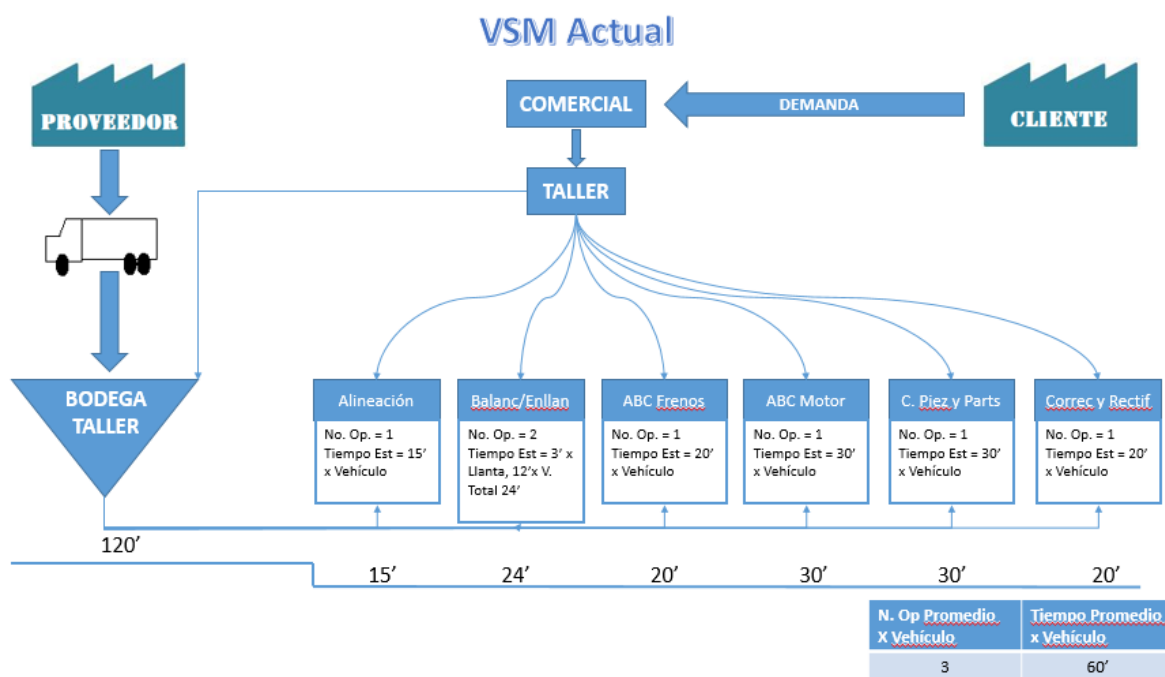 VSM Actual
PROVEEDOR
COMERCIAL
DEMANDA
CLIENTE
TALLER
BODEGA
TALLER
Alineación
No. Op. = 1
Tiempo Est = 15’
x Vehículo
Balanc/Enllan
No. Op. = 2
Tiempo Est = 3’ x
Llanta, 12’x V.
Total 24’
ABC Frenos
No. Op. = 1
Tiempo Est = 20’
x Vehículo
ABC Motor
No. Op. = 1
Tiempo Est = 30’
x Vehículo
C. Piez y Parts
No. Op. = 1
Tiempo Est = 30’
x Vehículo
Correc y Rectif
No. Op. = 1
Tiempo Est = 20’
x Vehículo
120’
15’
24’
20’
30’
30’
20’
N. Op Promedio
X Vehículo
Tiempo Promedio
x Vehículo
3
60’